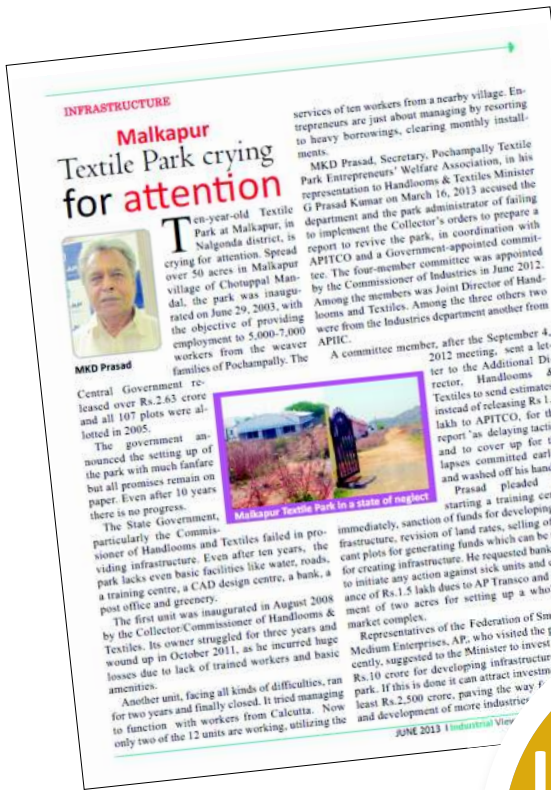 INFRASTRUCTURE
Malkapur
Textile Park crying
for attention
MKD Prasad
Ten-year-old Textile
Park at Malkapur, in
Nalgonda district, is
crying for attention. Spread
over 50 acres in Malkapur
village of Chotuppal Man-
dal, the park was inaugu-
rated on June 29, 2003, with
the objective of providing
employment to 5,000-7,000
workers from the weaver
families of Pochampally. The
Central Government re-
leased over Rs.2.63 crore
and all 107 plots were al-
lotted in 2005.
The government an-
nounced the setting up of
the park with much fanfare
but all promises remain on
paper. Even after 10 years
there is no progress.
The State Government,
particularly the Commis-
sioner of Handlooms and Textiles failed in pro-
viding infrastructure. Even after ten years, the
park lacks even basic facilities like water, roads,
a training centre, a CAD design centre, a bank, a
post office and greenery.
The first unit was inaugurated in August 2008
by the Collector/Commissioner of Handlooms &
Textiles. Its owner struggled for three years and
wound up in October 2011, as he incurred huge
losses due to lack of trained workers and basic
amenities.
Another unit, facing all kinds of difficulties, ran
for two years and finally closed. It tried managing
to function with workers from Calcutta. Now
only two of the 12 units are working, utilizing the
services of ten workers from a nearby village. En-
trepreneurs are just about managing by resorting
to heavy borrowings, clearing monthly install-
ments.
MKD Prasad, Secretary, Pochampally Textile
Park Entrepreneurs' Welfare Association, in his
representation to Handlooms & Textiles Minister
G Prasad Kumar on March 16, 2013 accused the
department and the park administrator of failing
to implement the Collector's orders to prepare a
report to revive the park, in coordination with
APITCO and a Government-appointed commit-
tee. The four-member committee was appointed
by the Commissioner of Industries in June 2012.
Among the members was Joint Director of Hand-
looms and Textiles. Among the three others two
were from the Industries department another from
APIIC.
A committee member, after the September 4,
2012 meeting, sent a let-
ter to the Additional Di
rector, Handlooms &
Textiles to send estimate
instead of releasing Rs 1.
lakh to APITCO, for th
report 'as delaying tacti
and to cover up for
lapses committed earl
and washed off his hand
Prasad pleaded
starting a training cen
immediately, sanction of funds for developing
frastructure, revision of land rates, selling o
cant plots for generating funds which can be
for creating infrastructure. He requested bank
to initiate any action against sick units and
ance of Rs.1.5 lakh dues to AP Transco and
ment of two acres for setting up a who
market complex.
Representatives of the Federation of Sm
Medium Enterprises, AP, who visited the p
cently, suggested to the Minister to invest
Rs.10 crore for developing infrastructur
park. If this is done it can attract investm
least Rs.2,500 crore, paving the way f
and development of more industries
Malkapur Textile Park in a state of neglect
JUNE 2013 I Industrial View